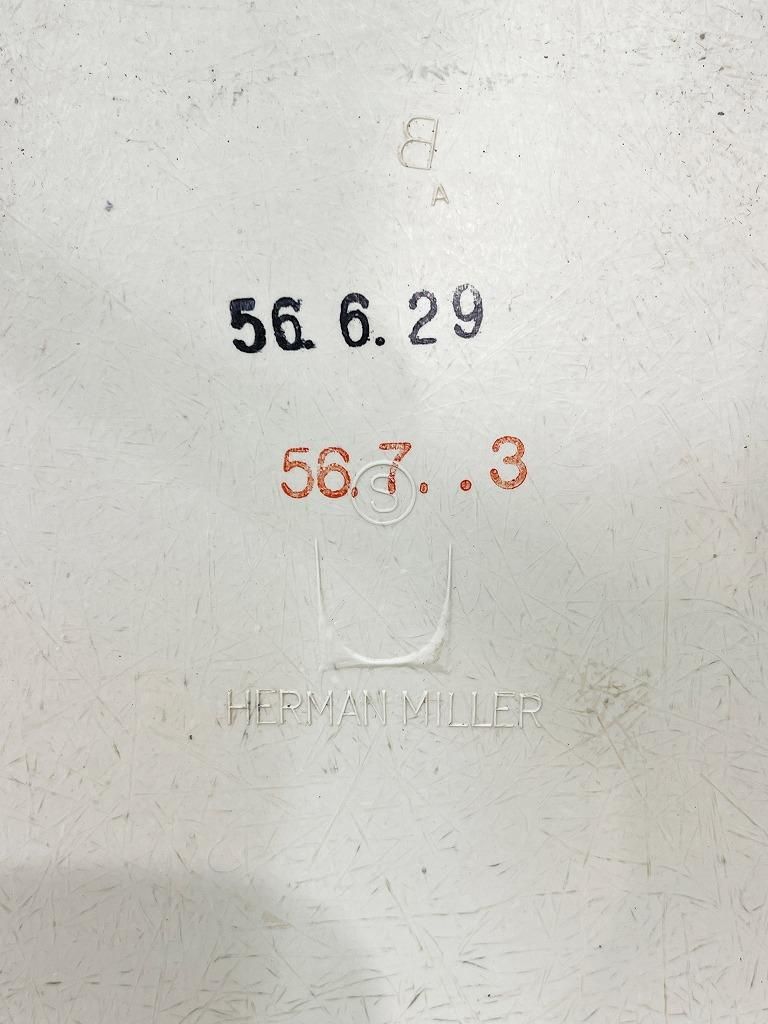 B
A
56. 6. 29
56. 7. . 3
S
HERMAN MILLER